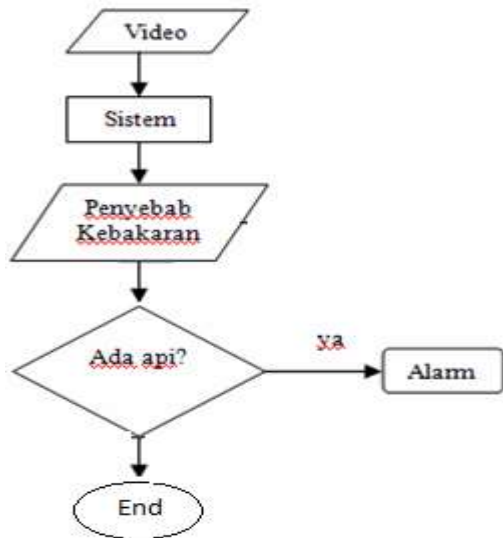 Video
Sistem
Penyebab
Kebakaran
Ada api?
ya
Alarm
End